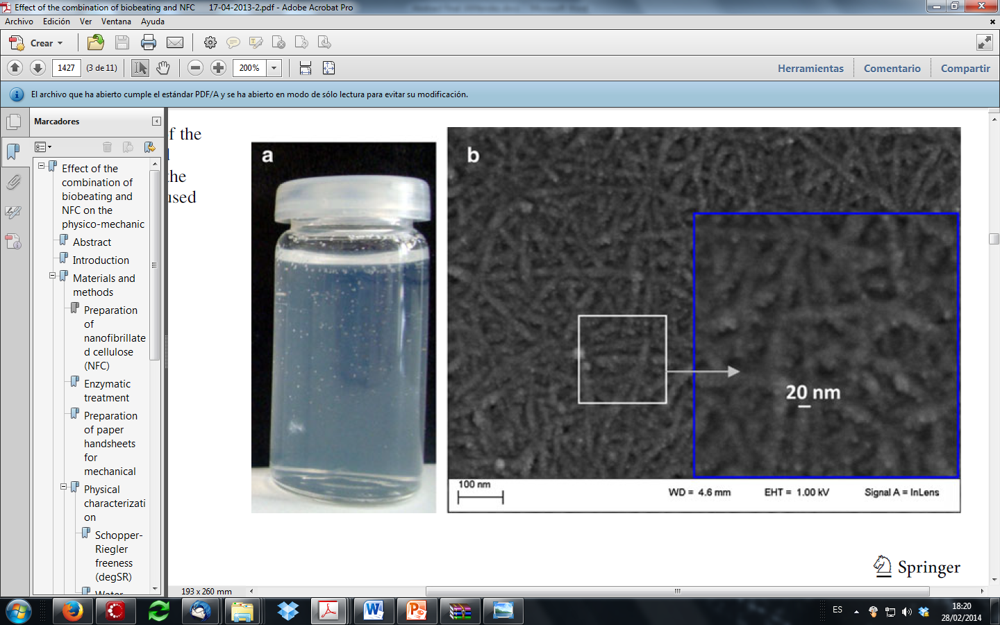 Effect of the combination of biobeating and NFC 17-04-2013-2.pdf - Adobe Acrobat Pro
Archivo Edición Ver Ventana Ayuda
Crear
1427 (3 de 11) 200% Herramientas Comentario Compartir
El archivo que ha abierto cumple el estándar PDF/A y se ha abierto en modo de sólo lectura para evitar su modificación.
Marcadores
Effect of the
combination of
biobeating and
NFC on the
physico-mechanic
Abstract
Introduction
Materials and
methods
Preparation
of
nanofibrillate
d cellulose
(NFC)
Enzymatic
treatment
Preparation
of paper
handsheets
for
mechanical
Physical
characterizati
on
Schopper-
Riegler
freeness
(degSR)
Water
f the
the
used
a
b
20 nm
100 nm
WD = 4.6 mm EHT = 1.00 kV Signal A = InLens
Springer
193 x 260 mm
ES 18:20
28/02/2014